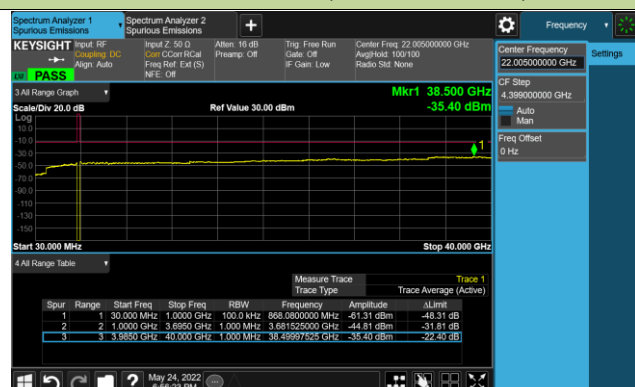 Spectrum Analyzer 1
Spurious Emissions
Spectrum Analyzer 2
Spurious Emissions
Frequency
KEYSIGHT
Input: RF
Coupling: DC
Align: Auto
Input Z: 50 Ω
Corr CCorr RCal
Freq Ref: Ext (S)
NFE: Off
Atten: 16 dB
Preamp: Off
Trig: Free Run
Gate: Off
IF Gain: Low
Center Freq: 22.005000000 GHz
Avg|Hold: 100/100
Radio Std: None
PASS
3 All Range Graph
Mkr1 38.500 GHz
Scale/Div 20.0 dB
Ref Value 30.00 dBm
-35.40 dBm
Log
10.0
-10.0
-30.0
-50.0
-70.0
-90.0
-110
-130
-150
1
Start 30.000 MHz
Stop 40.000 GHz
4 All Range Table
Measure Trace Trace 1
Trace Type Trace Average (Active)
Spur Range Start Freq Stop Freq RBW Frequency Amplitude ΔLimit
1 1 30.000 MHz 1.0000 GHz 100.0 kHz 868.0800000 MHz -61.31 dBm -48.31 dB
2 2 1.0000 GHz 3.6950 GHz 1.000 MHz 3.681525000 GHz -44.81 dBm -31.81 dB
3 3 3.9850 GHz 40.000 GHz 1.000 MHz 38.49997525 GHz -35.40 dBm -22.40 dB
Center Frequency
22.005000000 GHz
Settings
CF Step
4.399000000 GHz
Auto
Man
Freq Offset
0 Hz
?
May 24, 2022